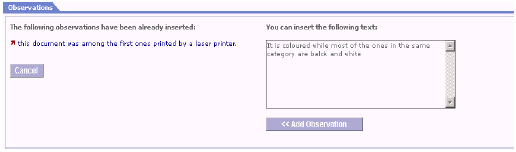 Observations
The following observations have been already inserted:
this document was among the first ones printed by a laser printer.
Cancel
You can insert the following texts
It is coloured while most of the ones in the same
category are balck and white
<< Add Observation